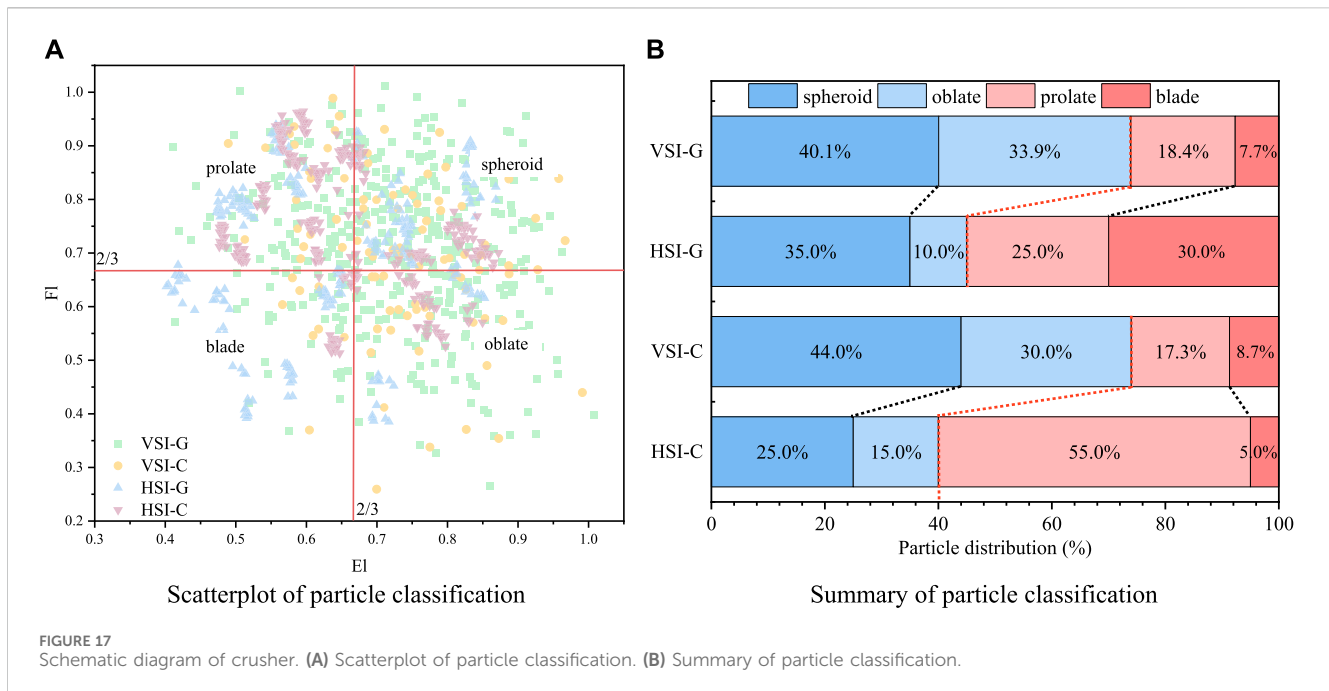 A
B
1.0
0.9
0.8
0.7
0.6
0.5
0.4
0.3
0.2
FI
2/3
prolate
spheroid
blade
oblate
VSI-G
VSI-C
HSI-G
HSI-C
2/3
0.3 0.4 0.5 0.6 0.7 0.8 0.9 1.0
EI
Scatterplot of particle classification
spheroid oblate prolate blade
VSI-G 40.1% 33.9% 18.4% 7.7%
HSI-G 35.0% 10.0% 25.0% 30.0%
VSI-C 44.0% 30.0% 17.3% 8.7%
HSI-C 25.0% 15.0% 55.0% 5.0%
0 20 40 60 80 100
Particle distribution (%)
Summary of particle classification
FIGURE 17
Schematic diagram of crusher. (A) Scatterplot of particle classification. (B) Summary of particle classification.